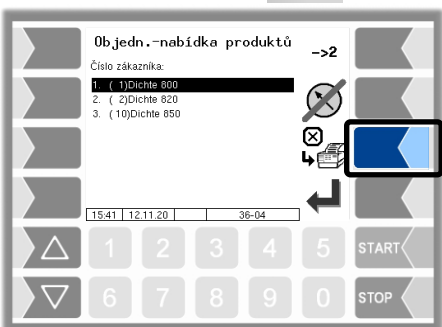 Objedn.-nabídka produktů
->2
Číslo zákazníka:
1. ( 1)Dichte 800
2. ( 2)Dichte 820
3. ( 10)Dichte 850
15:41 12.11.20 36-04
1 2 3 4 5 START
6 7 8 9 0 STOP